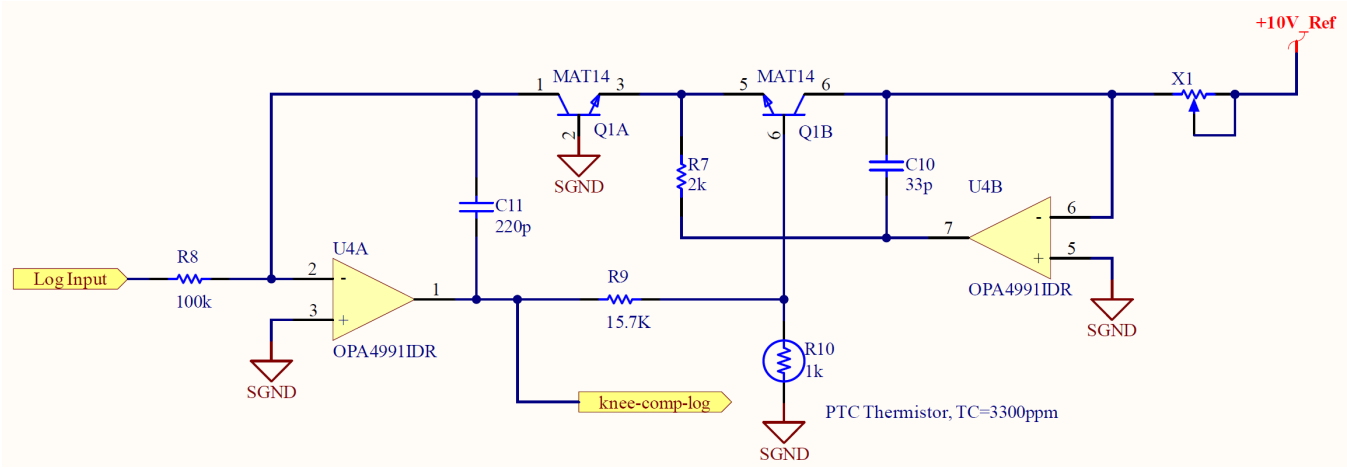 +10V_Ref
MAT14
MAT14
X1
1
3
5
6
2
Q1A
6
Q1B
SGND
R7
2k
C10
33p
U4B
C11
220p
7
-
6
+
5
OPA4991IDR
SGND
U4A
R8
Log Input
100k
2
-
1
3
+
OPA4991IDR
SGND
R9
15.7K
R10
1k
knee-comp-log
PTC Thermistor, TC=3300ppm
SGND